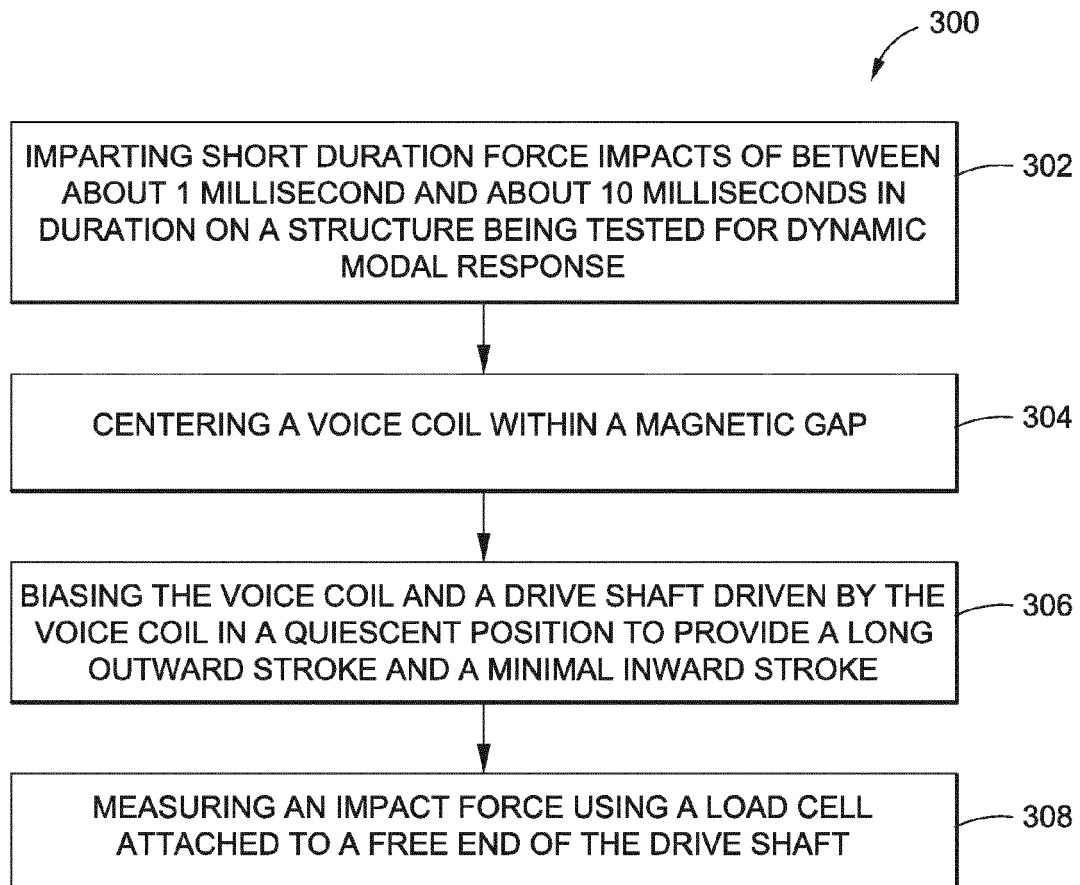 300
IMPARTING SHORT DURATION FORCE IMPACTS OF BETWEEN
ABOUT 1 MILLISECOND AND ABOUT 10 MILLISECONDS IN
DURATION ON A STRUCTURE BEING TESTED FOR DYNAMIC
MODAL RESPONSE
302
CENTERING A VOICE COIL WITHIN A MAGNETIC GAP
304
BIASING THE VOICE COIL AND A DRIVE SHAFT DRIVEN BY THE
VOICE COIL IN A QUIESCENT POSITION TO PROVIDE A LONG
OUTWARD STROKE AND A MINIMAL INWARD STROKE
306
MEASURING AN IMPACT FORCE USING A LOAD CELL
ATTACHED TO A FREE END OF THE DRIVE SHAFT
308